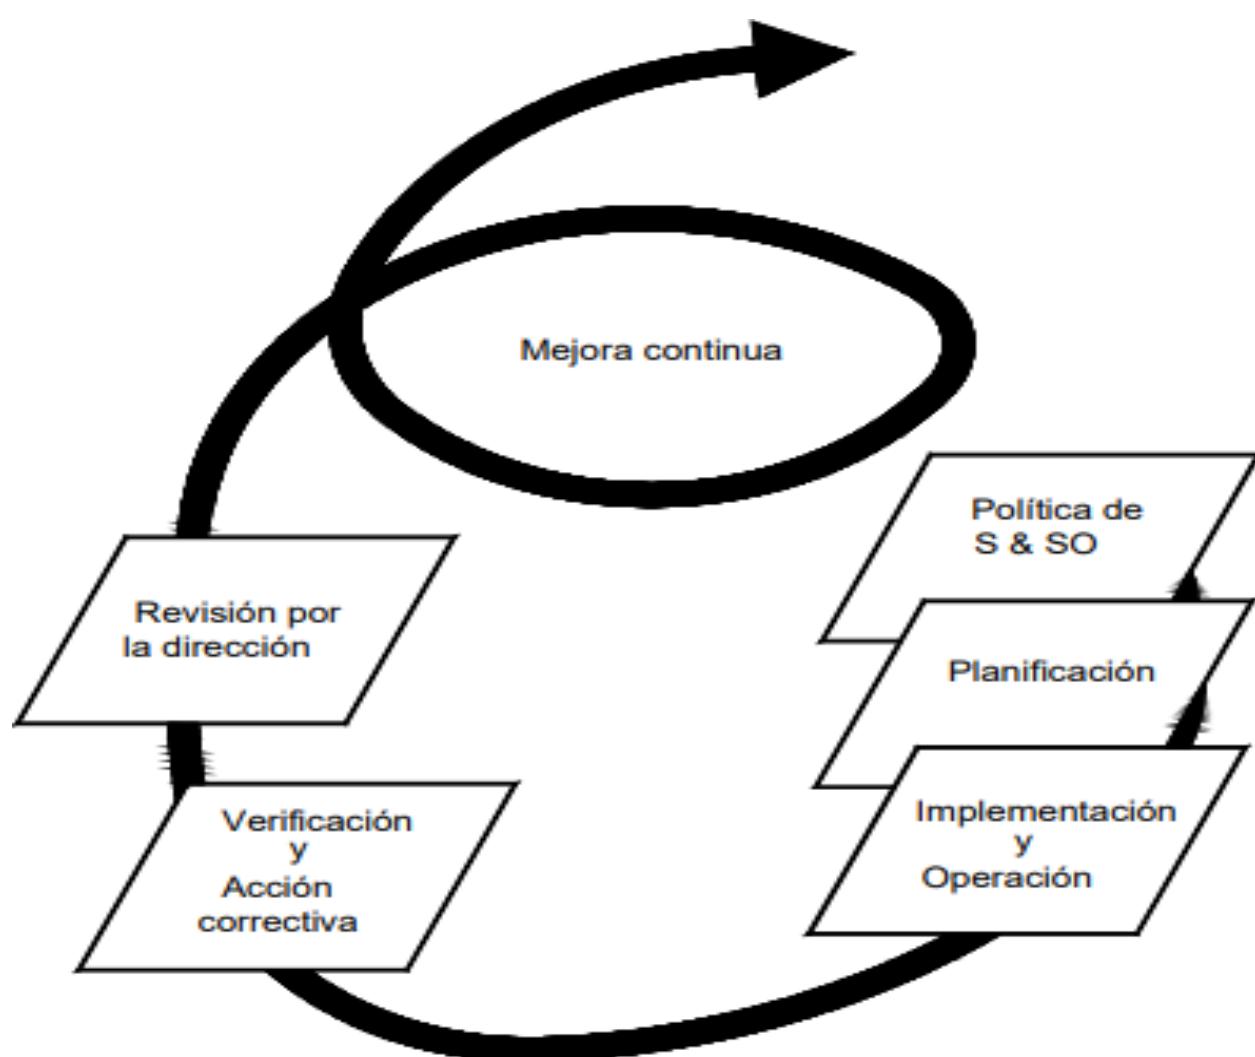 Mejora continua
Política de
S & SO
Planificación
Implementación
y
Operación
Verificación
y
Acción
correctiva
Revisión por
la dirección